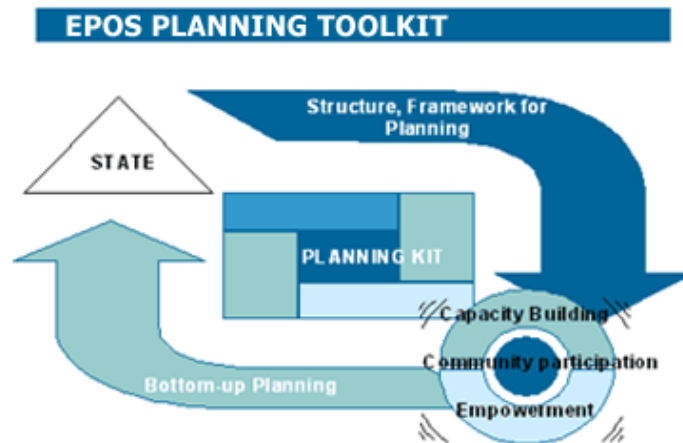 EPOS PLANNING TOOLKIT
Structure, Framework for
Planning
STATE
PLANNING KIT
Capacity Building
Community participation
Bottom-up Planning
Empowerment